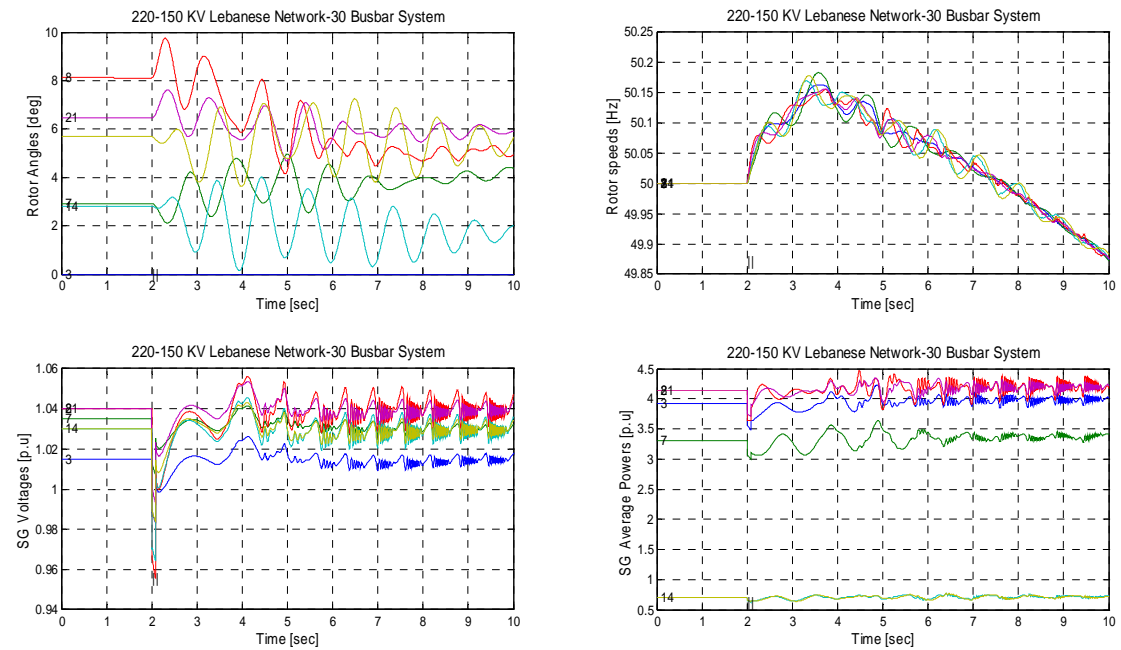 220-150 KV Lebanese Network-30 Busbar System
Rotor Angles [deg]
10
8
6
4
2
0
8
21
7
14
3
0 1 2 3 4 5 6 7 8 9 10
Time [sec]
220-150 KV Lebanese Network-30 Busbar System
Rotor speeds [Hz]
50.25
50.2
50.15
50.1
50.05
50
49.95
49.9
49.85
0 1 2 3 4 5 6 7 8 9 10
Time [sec]
220-150 KV Lebanese Network-30 Busbar System
SG Voltages [p.u]
1.06
1.04
1.02
1
0.98
0.96
0.94
7
14
3
0 1 2 3 4 5 6 7 8 9 10
Time [sec]
220-150 KV Lebanese Network-30 Busbar System
SG Average Powers [p.u]
4.5
4
3.5
3
2.5
2
1.5
1
0.5
3
7
14
0 1 2 3 4 5 6 7 8 9 10
Time [sec]